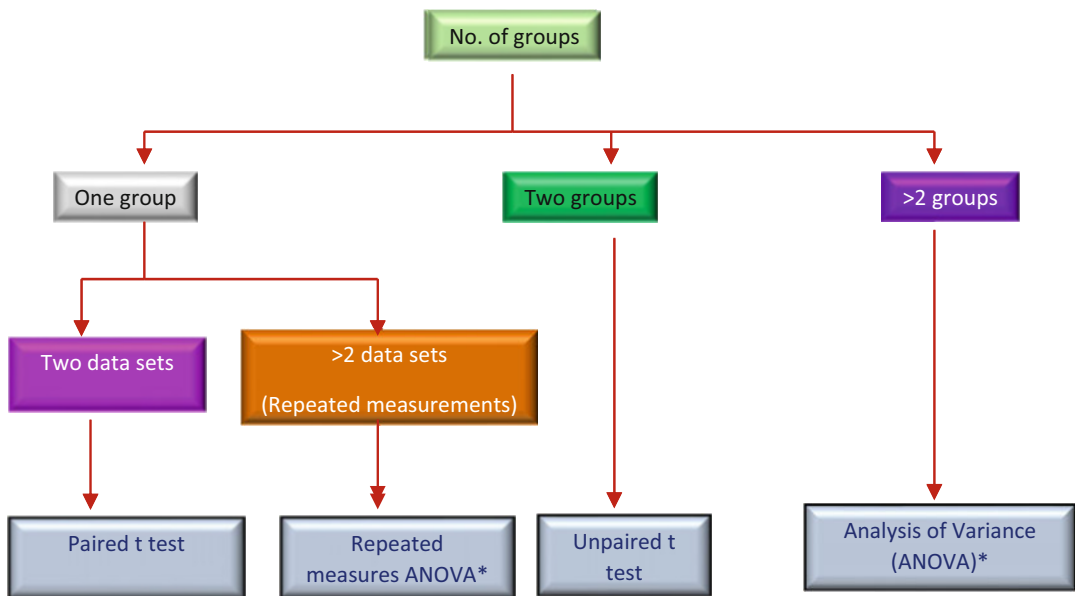 No. of groups
One group
Two groups
>2 groups
Two data sets
>2 data sets
(Repeated measurements)
Paired t test
Repeated
measures ANOVA*
Unpaired t
test
Analysis of Variance
(ANOVA)*